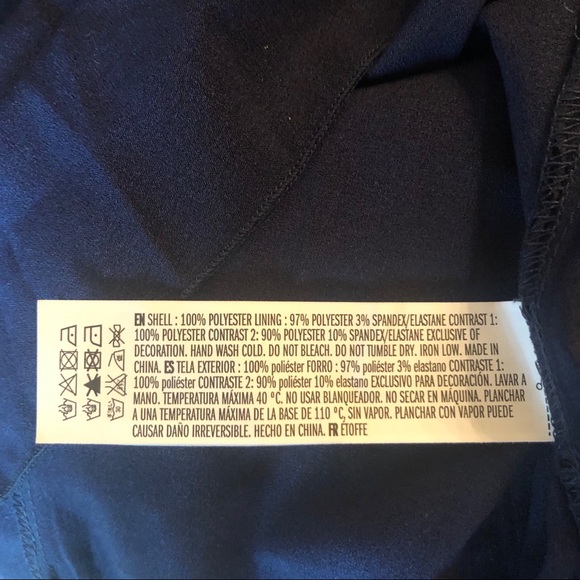 EN SHELL : 100% POLYESTER LINING : 97% POLYESTER 3% SPANDEX/ELASTANE CONTRAST 1:
100% POLYESTER CONTRAST 2: 90% POLYESTER 10% SPANDEX/ELASTANE EXCLUSIVE OF
DECORATION. HAND WASH COLD. DO NOT BLEACH. DO NOT TUMBLE DRY. IRON LOW. MADE IN
CHINA. ES TELA EXTERIOR : 100% poliéster FORRO : 97% poliéster 3% elastano CONTRASTE 1:
100% poliéster CONTRASTE 2: 90% poliéster 10% elastano EXCLUSIVO PARA DECORACIÓN. LAVAR A
MANO. TEMPERATURA MÁXIMA 40 ºC. NO USAR BLANQUEADOR. NO SECAR EN MÁQUINA. PLANCHAR
A UNA TEMPERATURA MÁXIMA DE LA BASE DE 110 ºC, SIN VAPOR. PLANCHAR CON VAPOR PUEDE
CAUSAR DAÑO IRREVERSIBLE. HECHO EN CHINA. FR ÉTOFFE